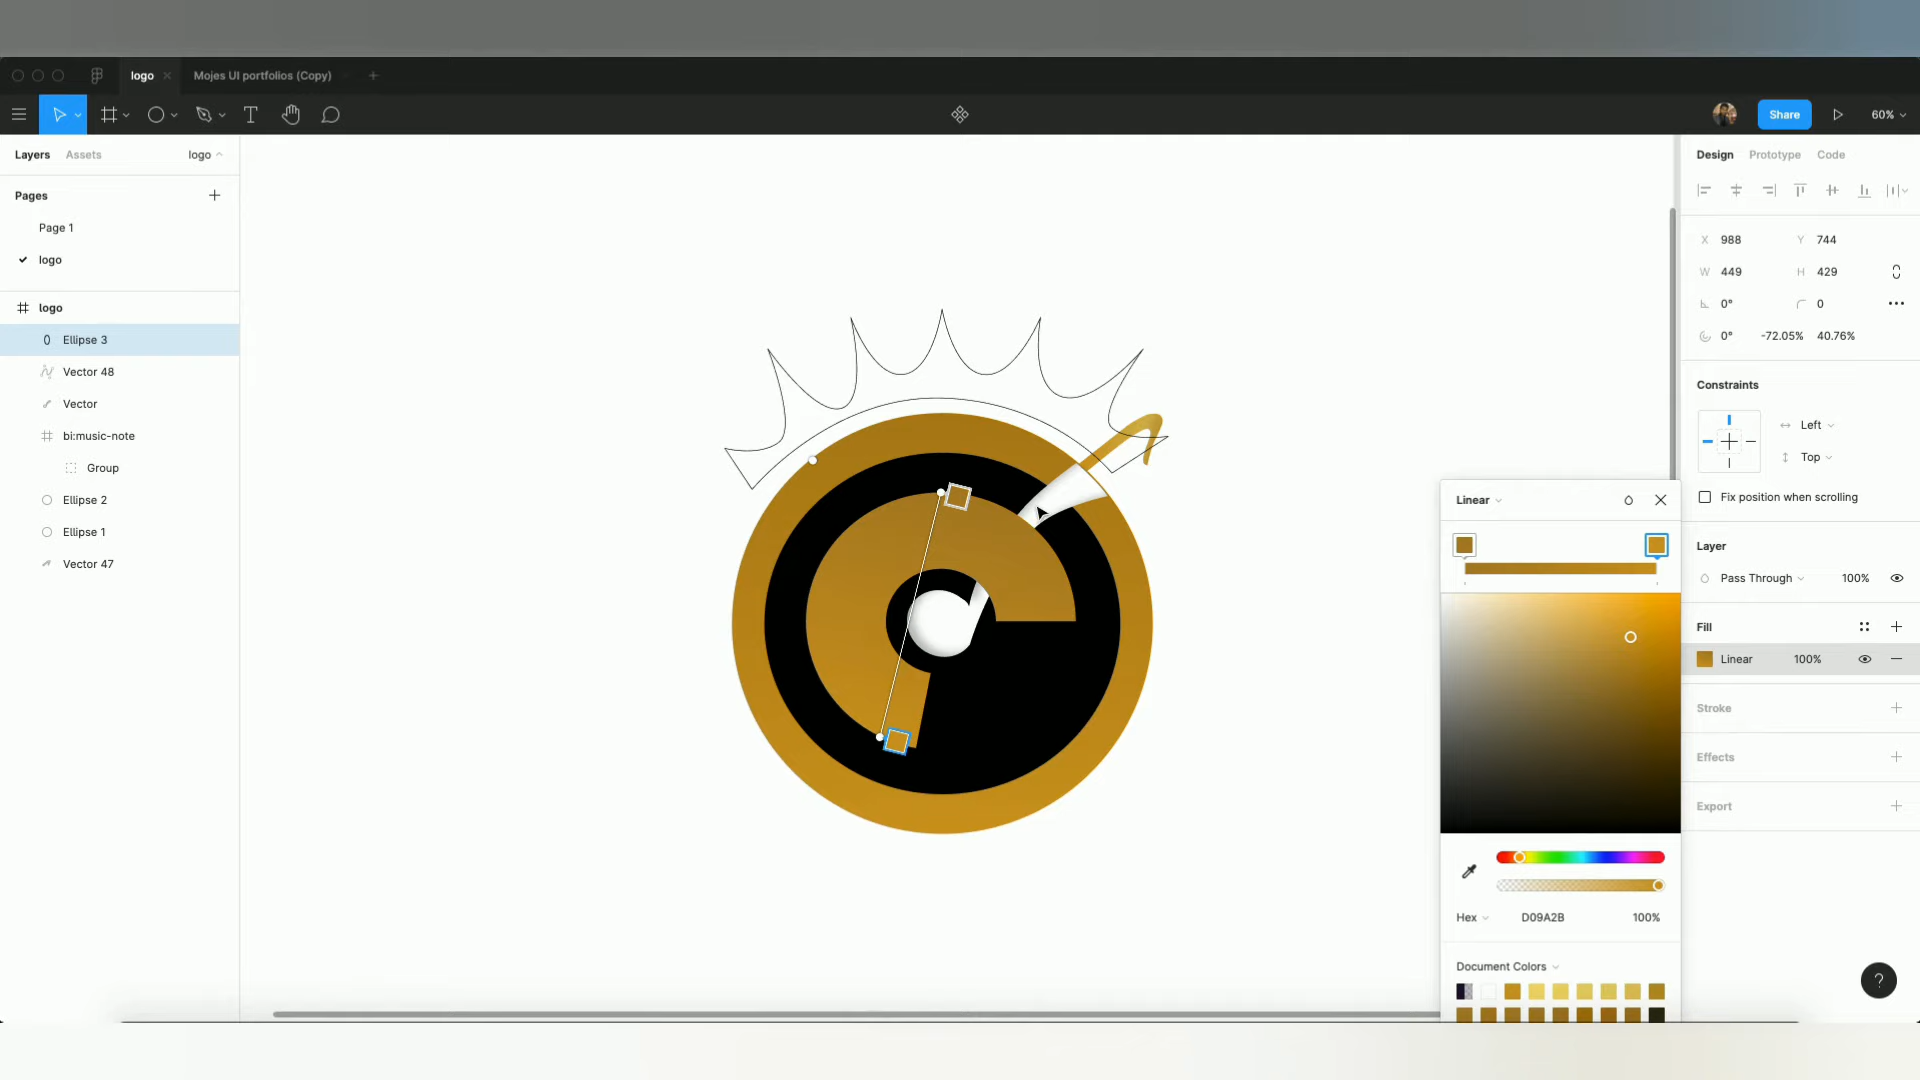 logo
Mojes UI portfolios (Copy)
Share
60%
Layers
Assets
logo
Design
Prototype
Code
Pages
Page 1
logo
logo
Ellipse 3
Vector 48
Vector
bi:music-note
Group
Ellipse 2
Ellipse 1
Vector 47
X 988
Y 744
W 449
H 429
0°
0
0°
-72.05%
40.76%
Constraints
Left
Top
Fix position when scrolling
Layer
Pass Through
100%
Fill
Linear
100%
Stroke
Effects
Export
Linear
Hex
D09A2B
100%
Document Colors
?